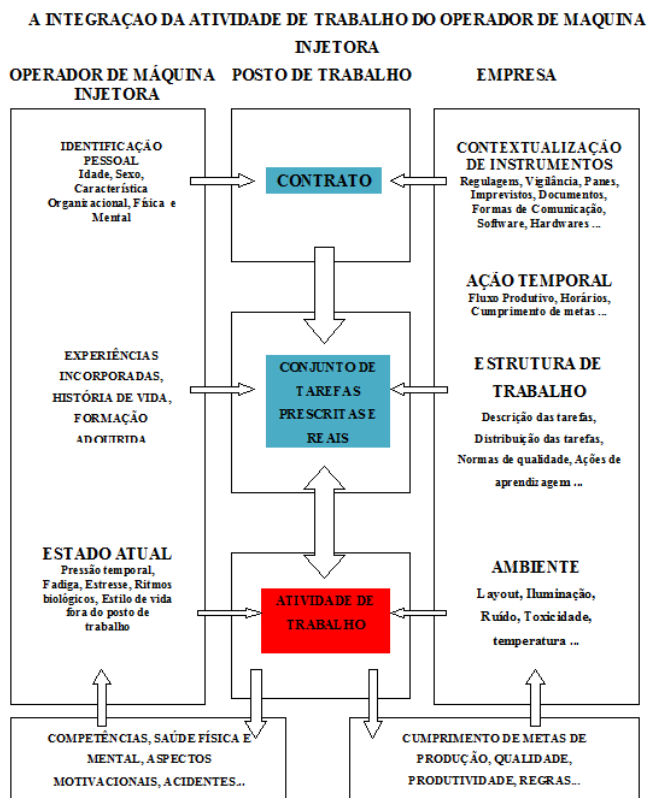 A INTEGRAÇAO DA ATIVIDADE DE TRABALHO DO OPERADOR DE MAQUINA
INJETORA
OPERADOR DE MÁQUINA
INJETORA
POSTO DE TRABALHO
EMPRESA
IDENTIFICAÇÃO
PESSOAL
Idade, Sexo,
Característica
Organizacional, Física e
Mental
EXPERIÊNCIAS
INCORPORADAS,
HISTÓRIA DE VIDA,
FORMAÇÃO
ADQUIRIDA
ESTADO ATUAL
Pressão temporal,
Fadiga, Estresse, Ritmos
biológicos, Estilo de vida
fora do posto de
trabalho
CONTRATO
CONJUNTO DE
TAREFAS
PRESCRITAS E
REAIS
ATIVIDADE DE
TRABALHO
CONTEXTUALIZAÇÃO
DE INSTRUMENTOS
Regulagens, Vigilância, Panes,
Imprevistos, Documentos,
Formas de Comunicação,
Software, Hardwares ...
AÇÃO TEMPORAL
Fluxo Produtivo, Horários,
Cumprimento de metas ...
ESTRUTURA DE
TRABALHO
Descrição das tarefas,
Distribuição das tarefas,
Normas de qualidade, Ações de
aprendizagem ...
AMBIENTE
Layout, Iluminação,
Ruído, Toxicidade,
temperatura ...
COMPETÊNCIAS, SAÚDE FÍSICA E
MENTAL, ASPECTOS
MOTIVACIONAIS, ACIDENTES...
CUMPRIMENTO DE METAS DE
PRODUÇÃO, QUALIDADE,
PRODUTIVIDADE, REGRAS...